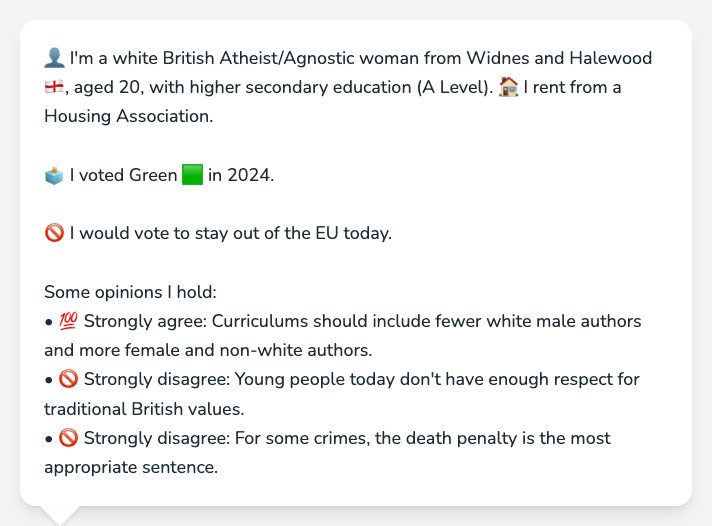 👤 I'm a white British Atheist/Agnostic woman from Widnes and Halewood
🏴󠁧󠁢󠁥󠁮󠁧󠁿, aged 20, with higher secondary education (A Level). 🏠 I rent from a
Housing Association.
🗳️ I voted Green 🟩 in 2024.
🚫 I would vote to stay out of the EU today.
Some opinions I hold:
• 💯 Strongly agree: Curriculums should include fewer white male authors
and more female and non-white authors.
• 🚫 Strongly disagree: Young people today don't have enough respect for
traditional British values.
• 🚫 Strongly disagree: For some crimes, the death penalty is the most
appropriate sentence.